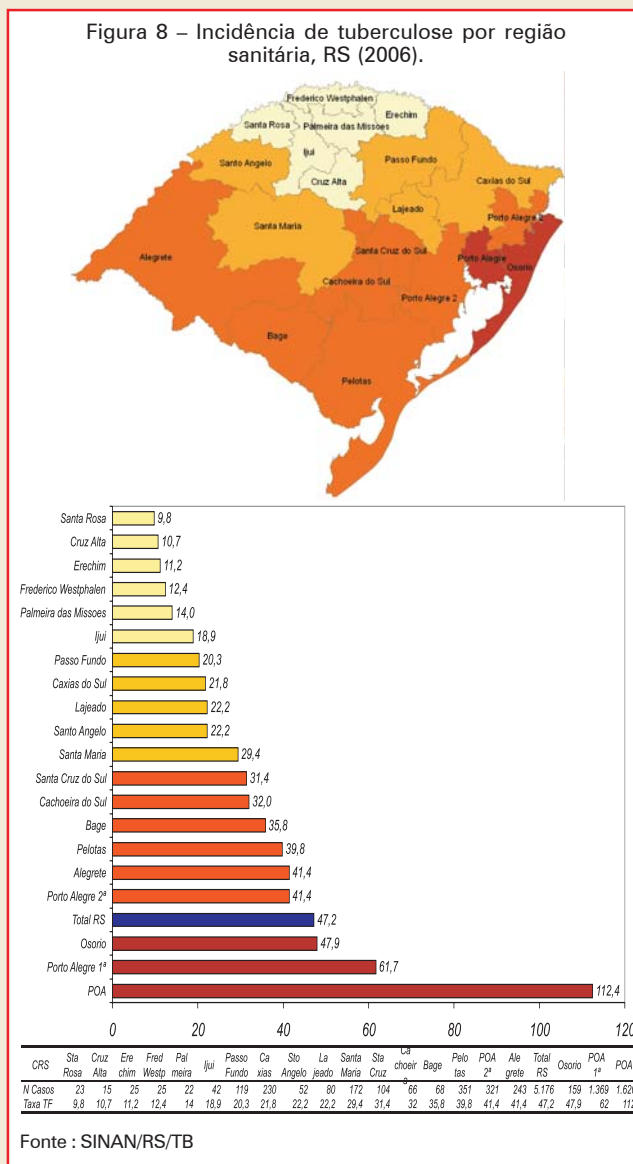 Figura 8 – Incidência de tuberculose por região
sanitária, RS (2006).
Frederico Westphalen
Erechim
Santa Rosa
Palmeira das Missoes
Ijui
Santo Angelo
Passo Fundo
Cruz Alta
Caxias do Sul
Lajeado
Porto Alegre 2
Santa Maria
Santa Cruz do Sul
Alegrete
Porto Alegre
Osorio
Cachoeira do Sul
Porto Alegre 2
Bage
Pelotas
Santa Rosa 9,8
Cruz Alta 10,7
Erechim 11,2
Frederico Westphalen 12,4
Palmeira das Missoes 14,0
Ijui 18,9
Passo Fundo 20,3
Caxias do Sul 21,8
Lajeado 22,2
Santo Angelo 22,2
Santa Maria 29,4
Santa Cruz do Sul 31,4
Cachoeira do Sul 32,0
Bage 35,8
Pelotas 39,8
Alegrete 41,4
Porto Alegre 2ª 41,4
Total RS 47,2
Osorio 47,9
Porto Alegre 1ª 61,7
POA 112,4
0 20 40 60 80 100 120
CRS Sta Rosa Cruz Alta Ere chim Fred Westp Pal meira Ijui Passo Fundo Ca xias Sto Angelo La jeado Santa Maria Sta Cruz Ca choeir Bage Pelo tas POA 2ª Ale grete Total RS Osorio POA 1ª POA
N Casos 23 15 25 25 22 42 119 230 52 80 172 104 66 68 351 321 243 5.176 159 1.369 1.620
Taxa TF 9,8 10,7 11,2 12,4 14 18,9 20,3 21,8 22,2 22,2 29,4 31,4 32 35,8 39,8 41,4 41,4 47,2 47,9 62 112
Fonte : SINAN/RS/TB